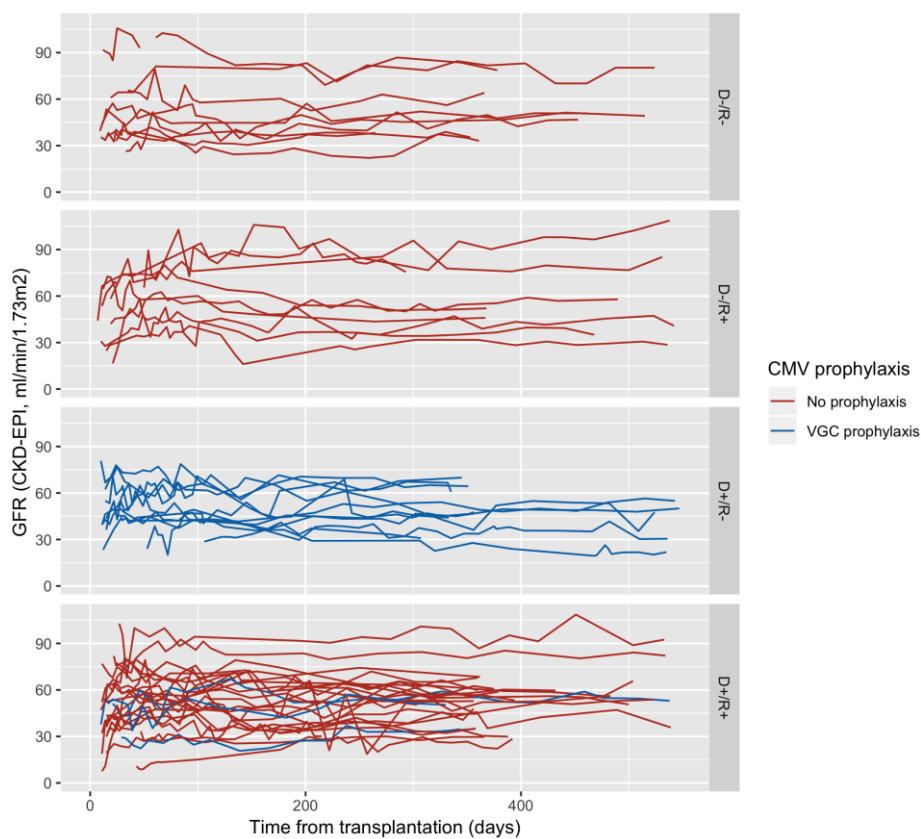 90
60
30
0
D-/R-
90
60
30
0
D-/R+
90
60
30
0
D+/R-
90
60
30
0
D+/R+
GFR (CKD-EPI, ml/min/1.73m2)
0
200
400
Time from transplantation (days)
CMV prophylaxis
No prophylaxis
VGC prophylaxis